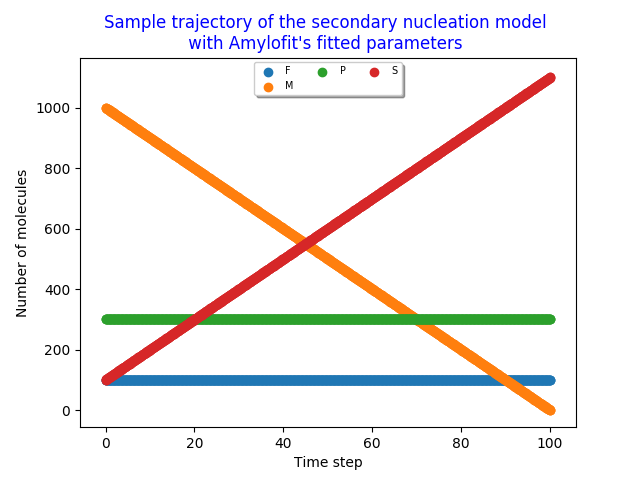 Sample trajectory of the secondary nucleation model
with Amylofit's fitted parameters
F P S
M
Number of molecules
1000
800
600
400
200
0
0 20 40 60 80 100
Time step